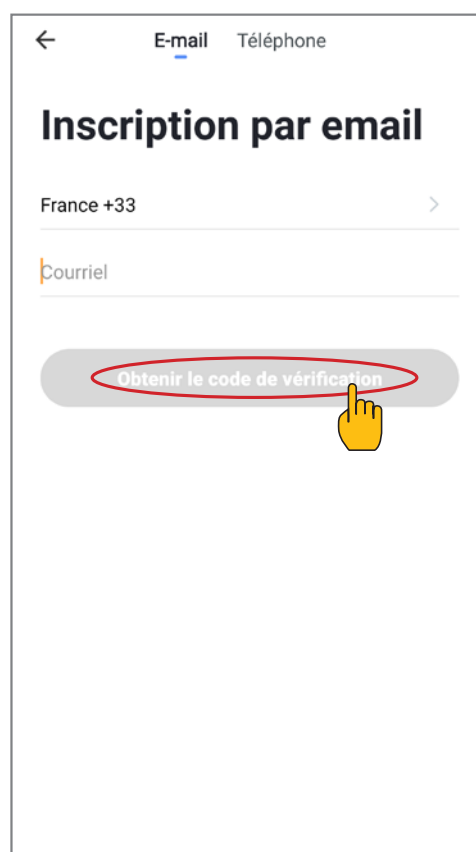 E-mail Téléphone
Inscription par email
France +33
Courriel
Obtenir le code de vérification